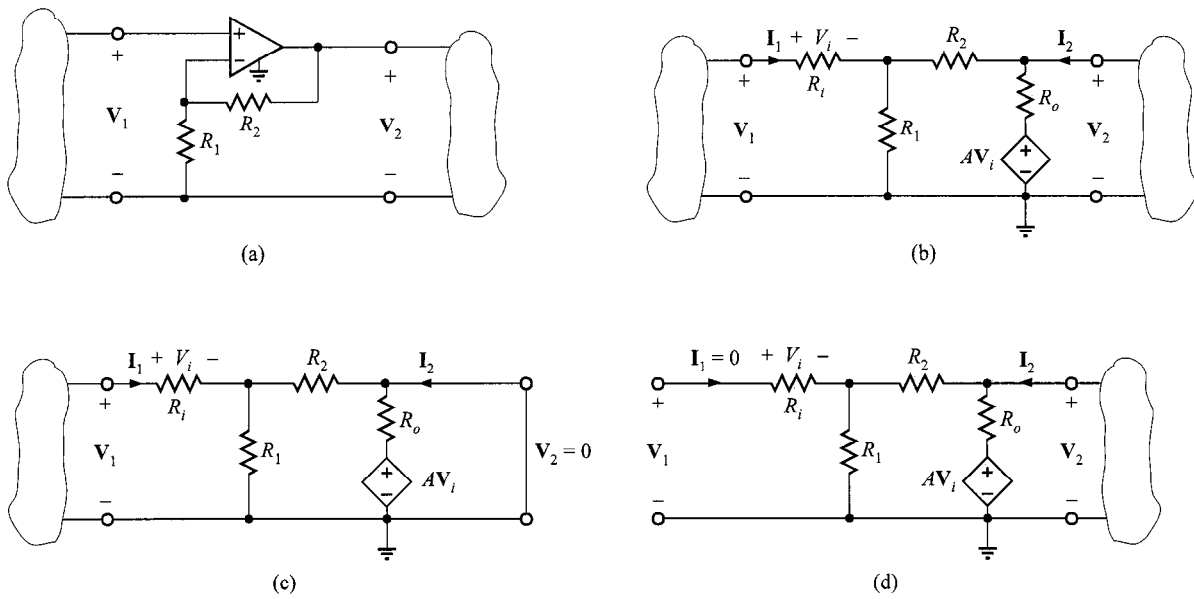 +
−
+
−
+
−
V₁
R₁
R₂
V₂
(a)
I₁ + Vᵢ −
Rᵢ
R₂
I₂
+
−
V₁
R₁
Rₒ
+
−
AVᵢ
+
−
V₂
(b)
I₁ + Vᵢ −
Rᵢ
R₂
I₂
+
−
V₁
R₁
Rₒ
+
−
AVᵢ
V₂ = 0
(c)
I₁ = 0 + Vᵢ −
Rᵢ
R₂
I₂
+
−
V₁
R₁
Rₒ
+
−
AVᵢ
+
−
V₂
(d)